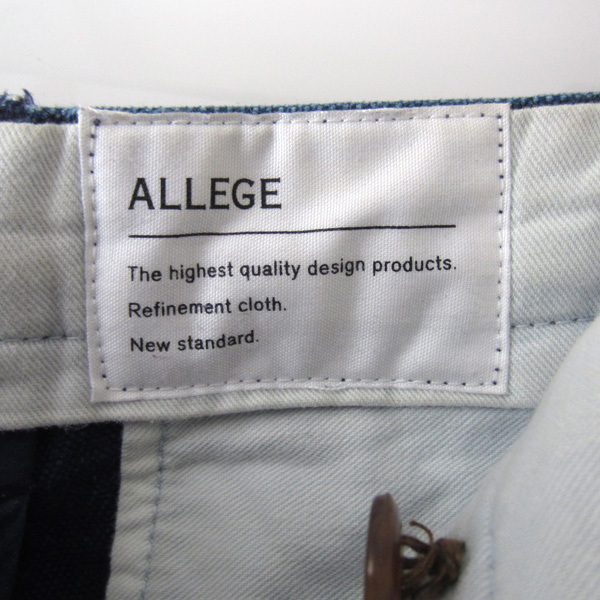 ALLEGE
The highest quality design products.
Refinement cloth.
New standard.